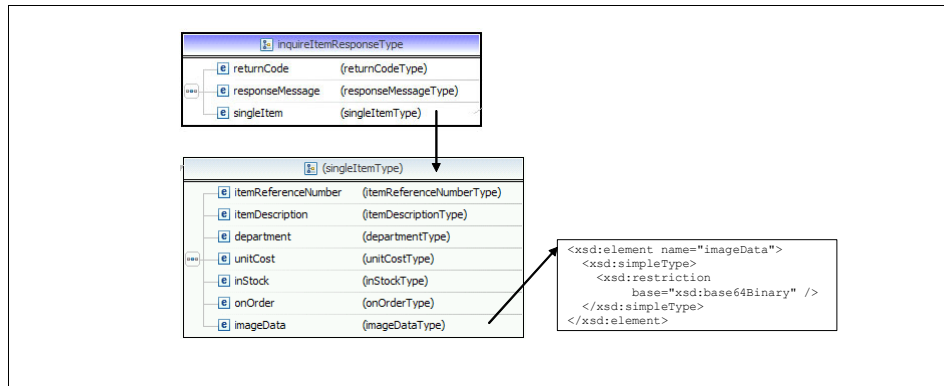 inquireItemResponseType
e returnCode (returnCodeType)
e responseMessage (responseMessageType)
e singleItem (singleItemType)
(singleItemType)
e itemReferenceNumber (itemReferenceNumberType)
e itemDescription (itemDescriptionType)
e department (departmentType)
e unitCost (unitCostType)
e inStock (inStockType)
e onOrder (onOrderType)
e imageData (imageDataType)
<xsd:element name="imageData">
<xsd:simpleType>
<xsd:restriction
base="xsd:base64Binary" />
</xsd:simpleType>
</xsd:element>